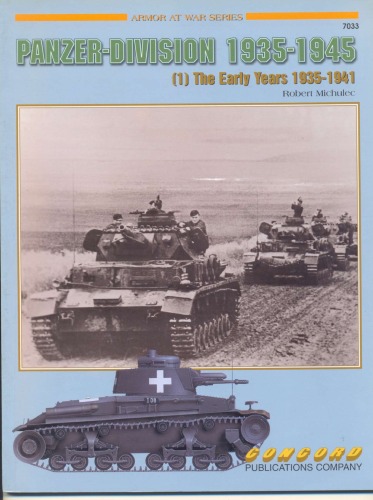 ARMOR AT WAR SERIES
7033
PANZER-DIVISION 1935-1945
(1) The Early Years 1935-1941
Robert Michulec
CONCORD
PUBLICATIONS COMPANY